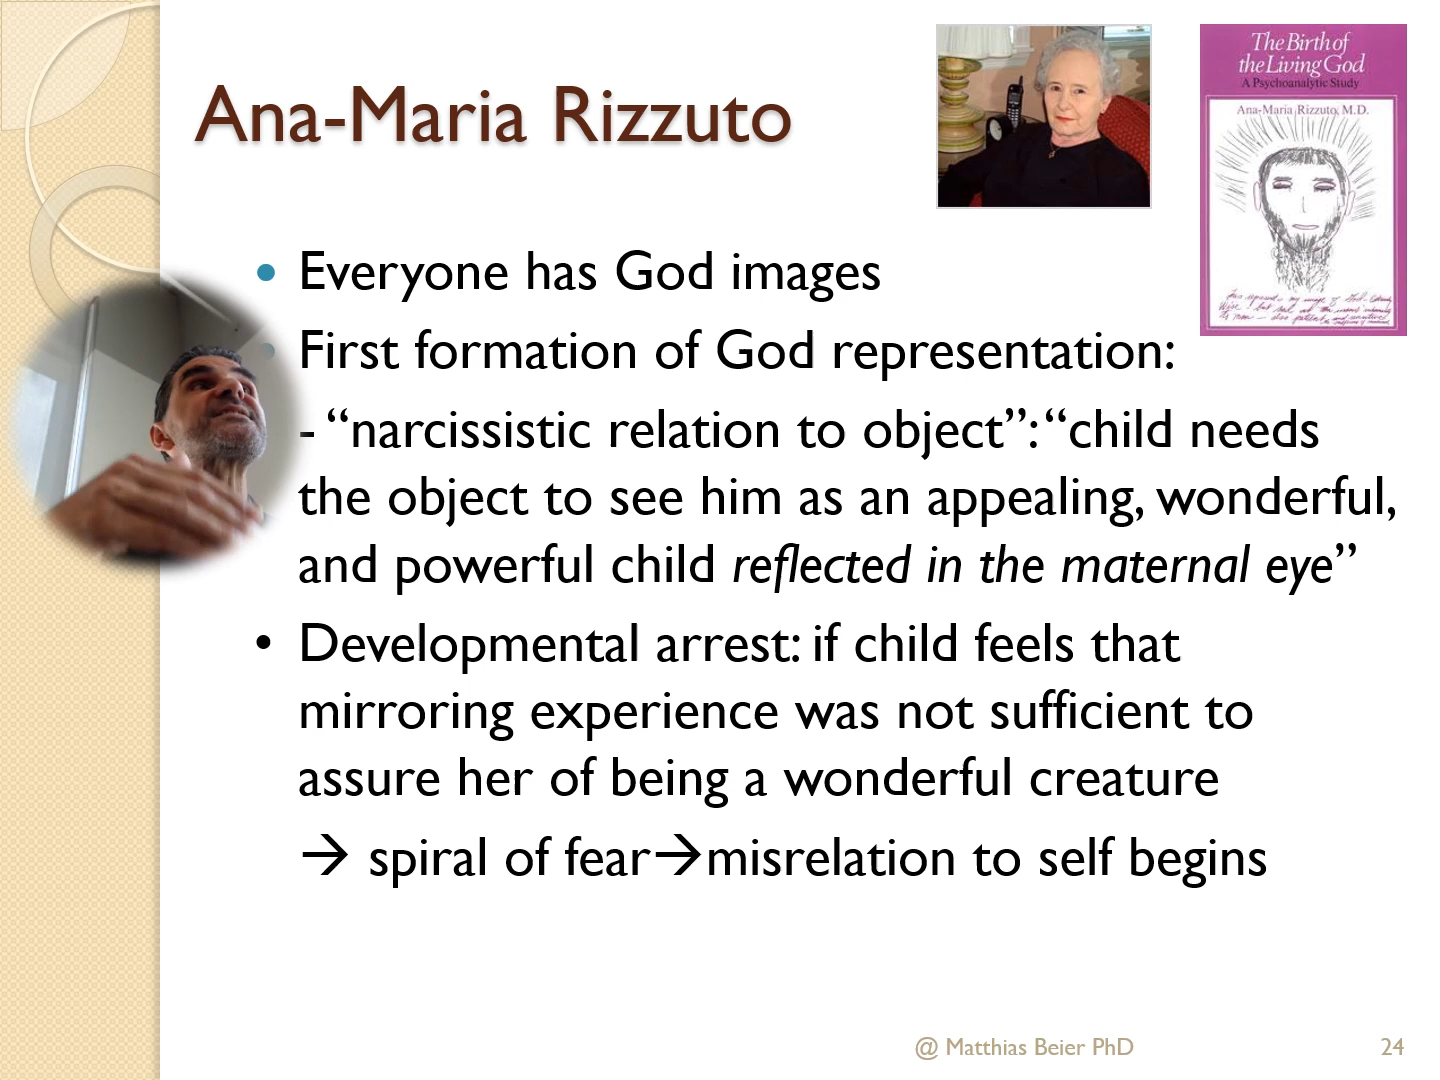 Ana-Maria Rizzuto
The Birth of
the Living God
A Psychoanalytic Study
Ana-Maria Rizzuto, M.D.
• Everyone has God images
First formation of God representation:
- “narcissistic relation to object”: “child needs
the object to see him as an appealing, wonderful,
and powerful child reflected in the maternal eye”
• Developmental arrest: if child feels that
mirroring experience was not sufficient to
assure her of being a wonderful creature
→ spiral of fear→misrelation to self begins
@ Matthias Beier PhD
24